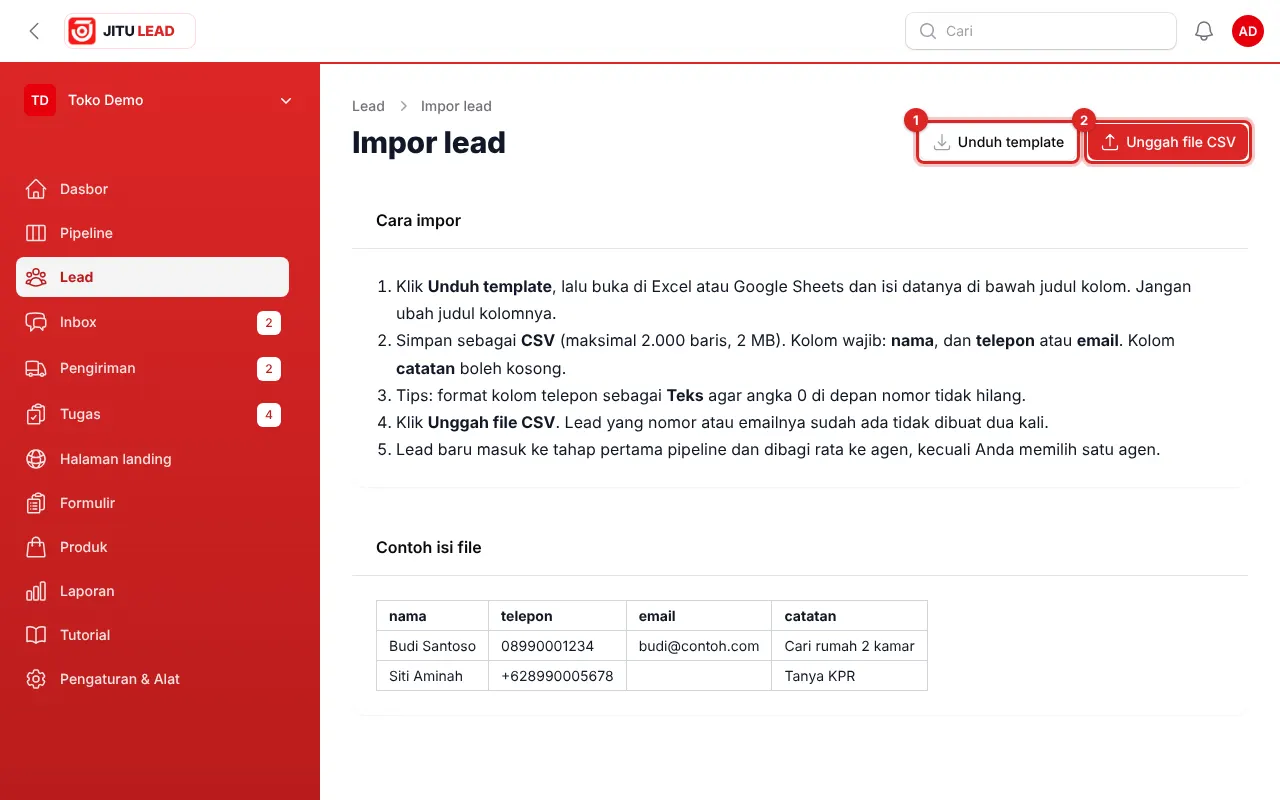 JITU LEAD
Cari
AD
TD
Toko Demo
Dasbor
Pipeline
Lead
Inbox
2
Pengiriman
2
Tugas
4
Halaman landing
Formulir
Produk
Laporan
Tutorial
Pengaturan & Alat
Lead
Impor lead
Impor lead
1
Unduh template
2
Unggah file CSV
Cara impor
1. Klik Unduh template, lalu buka di Excel atau Google Sheets dan isi datanya di bawah judul kolom. Jangan
ubah judul kolomnya.
2. Simpan sebagai CSV (maksimal 2.000 baris, 2 MB). Kolom wajib: nama, dan telepon atau email. Kolom
catatan boleh kosong.
3. Tips: format kolom telepon sebagai Teks agar angka 0 di depan nomor tidak hilang.
4. Klik Unggah file CSV. Lead yang nomor atau emailnya sudah ada tidak dibuat dua kali.
5. Lead baru masuk ke tahap pertama pipeline dan dibagi rata ke agen, kecuali Anda memilih satu agen.
Contoh isi file
nama telepon email catatan
Budi Santoso 08990001234 budi@contoh.com Cari rumah 2 kamar
Siti Aminah +628990005678 Tanya KPR